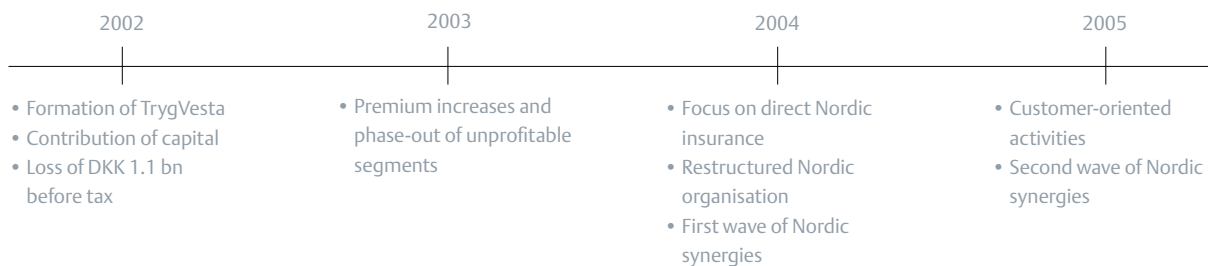 2002
2003
2004
2005
• Formation of TrygVesta
• Contribution of capital
• Loss of DKK 1.1 bn
before tax
• Premium increases and
phase-out of unprofitable
segments
• Focus on direct Nordic
insurance
• Restructured Nordic
organisation
• First wave of Nordic
synergies
• Customer-oriented
activities
• Second wave of Nordic
synergies